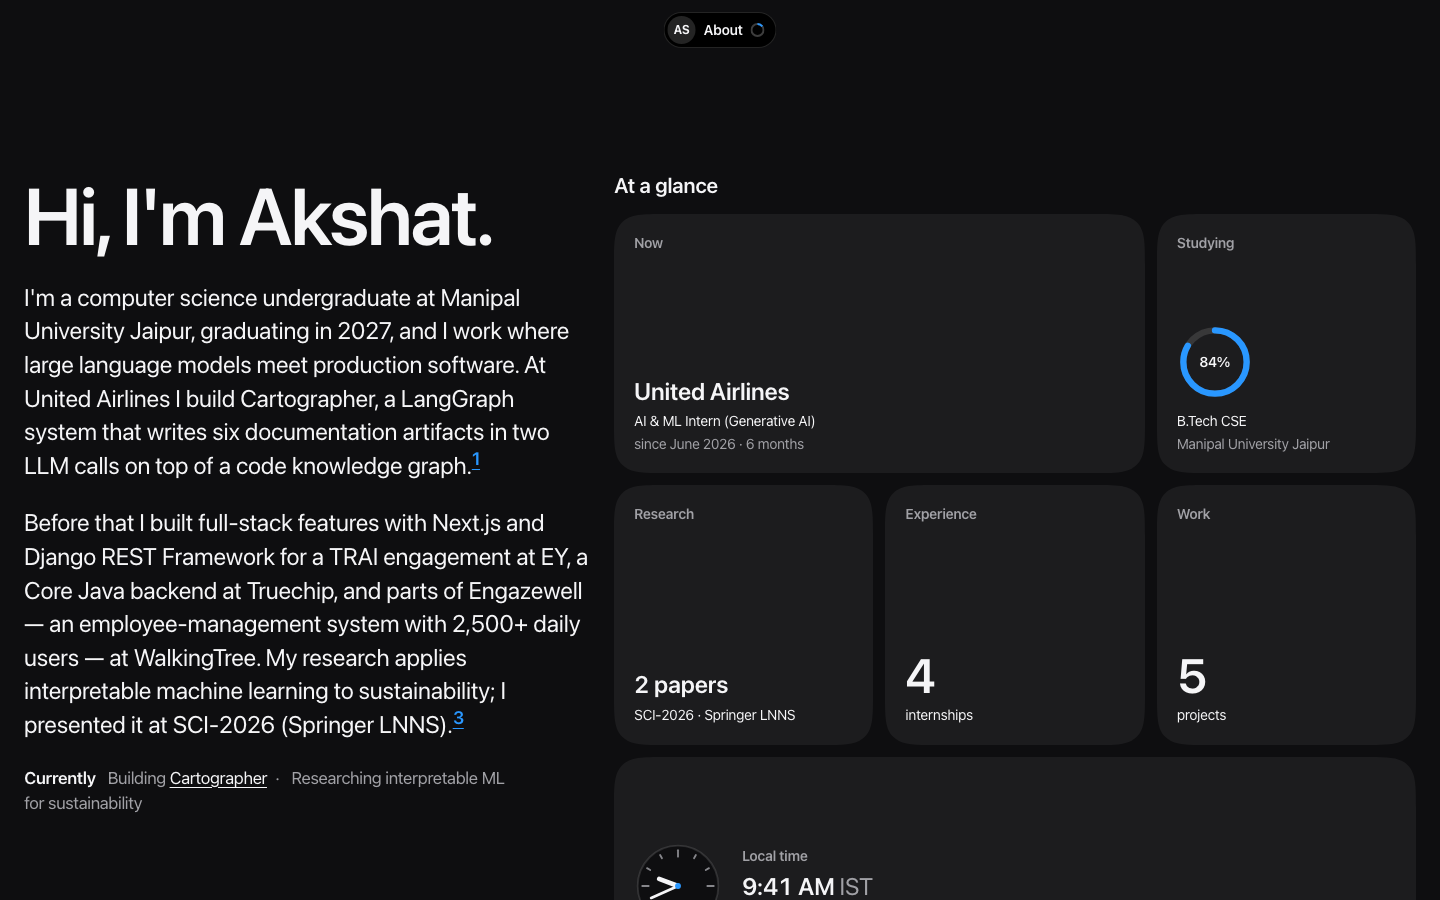 AS About
Hi, I'm Akshat.
I'm a computer science undergraduate at Manipal
University Jaipur, graduating in 2027, and I work where
large language models meet production software. At
United Airlines I build Cartographer, a LangGraph
system that writes six documentation artifacts in two
LLM calls on top of a code knowledge graph.1
Before that I built full-stack features with Next.js and
Django REST Framework for a TRAI engagement at EY, a
Core Java backend at Truechip, and parts of Engazewell
— an employee-management system with 2,500+ daily
users — at WalkingTree. My research applies
interpretable machine learning to sustainability; I
presented it at SCI-2026 (Springer LNNS).3
Currently Building Cartographer · Researching interpretable ML
for sustainability
At a glance
Now
United Airlines
AI & ML Intern (Generative AI)
since June 2026 · 6 months
Studying
84%
B.Tech CSE
Manipal University Jaipur
Research
2 papers
SCI-2026 · Springer LNNS
Experience
4
internships
Work
5
projects
Local time
9:41 AM IST